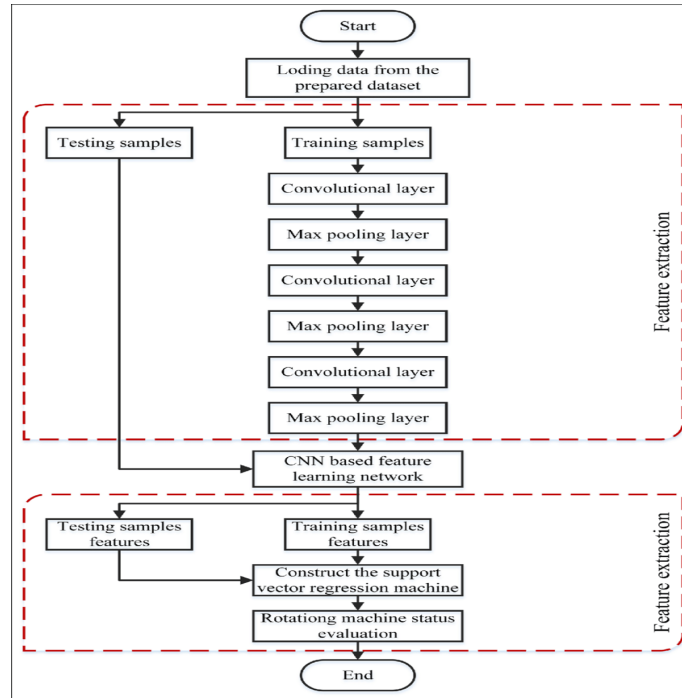 Start
Loding data from the
prepared dataset
Testing samples
Training samples
Convolutional layer
Max pooling layer
Convolutional layer
Max pooling layer
Convolutional layer
Max pooling layer
Feature extraction
CNN based feature
learning network
Testing samples
features
Training samples
features
Construct the support
vector regression machine
Rotationg machine status
evaluation
Feature extraction
End